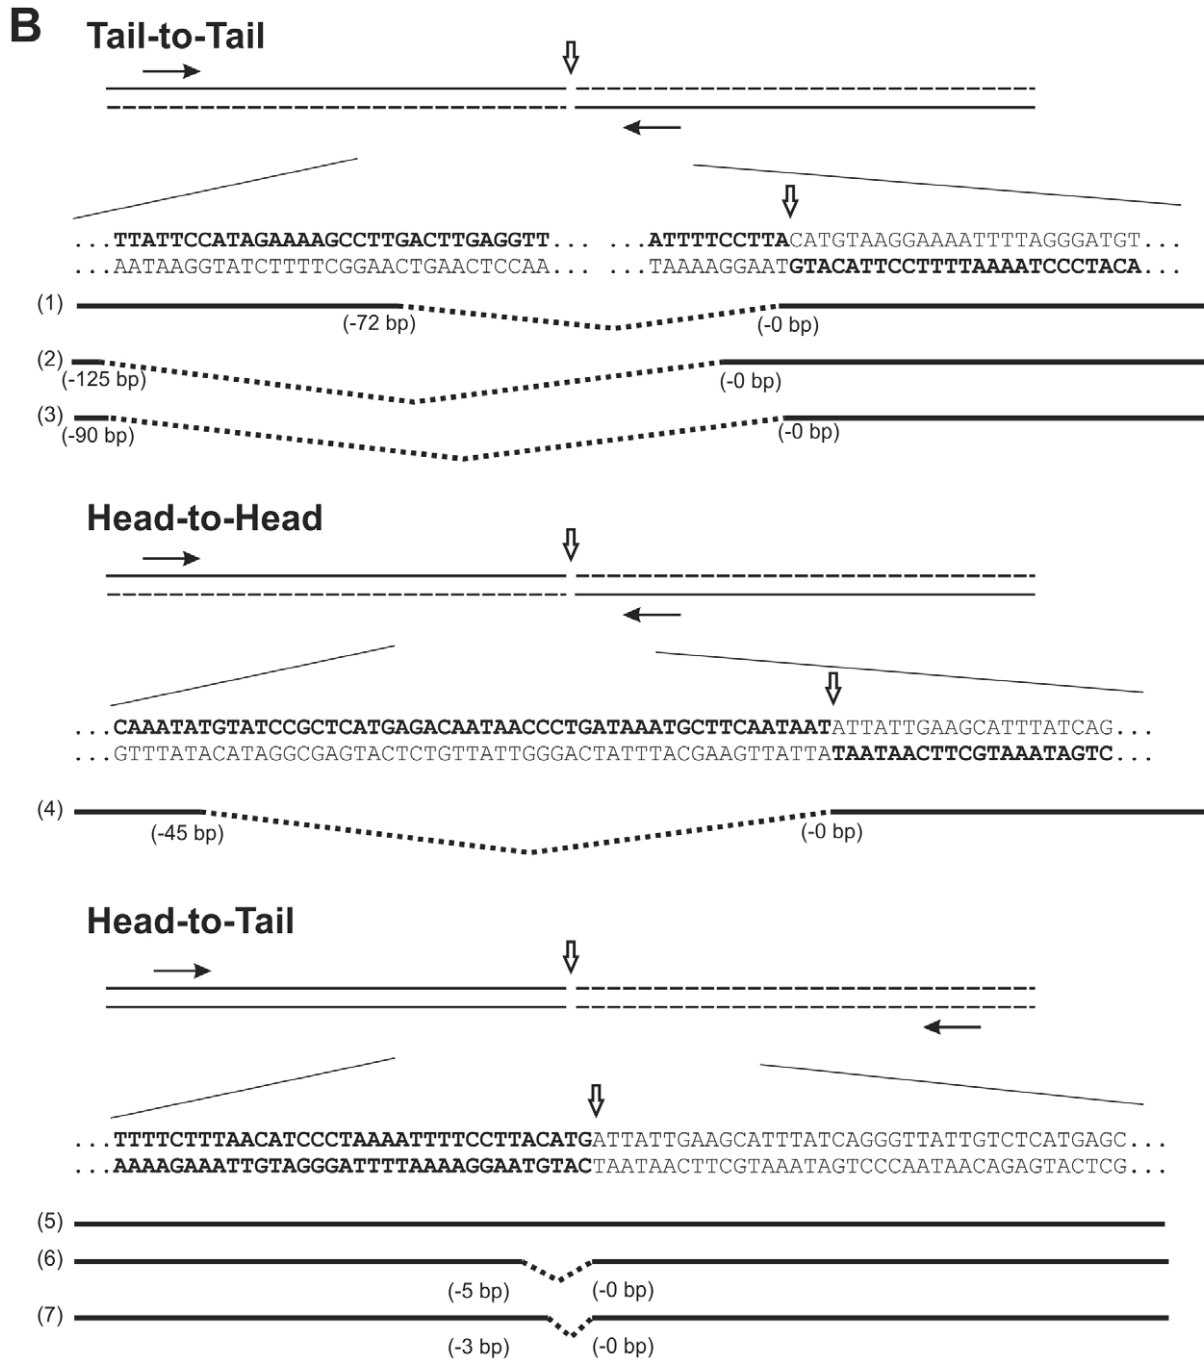 B
Tail-to-Tail
...TTATTCCATAGAAAAGCCTTGACTTGAGGTT... ...ATTTTCCTTACATGTAAGGAAAATTTTAGGGATGT...
...AATAAGGTATCTTTTCGGAACTGAACTCCAA ...TAAAAGGAATGTACATTCCTTTTAAAATCCCTACA...
(1)
(-72 bp) (-0 bp)
(2)
(-125 bp) (-0 bp)
(3)
(-90 bp) (-0 bp)
Head-to-Head
...CAAATATGTATCCGCTCATGAGACAATAACCCTGATAAATGCTTCAATAATATTATTGAAGCATTTATCAG...
...GTTTATACATAGGCGAGTACTCTGTTATTGGGACTATTTACGAAGTTATTATAATAACTTCGTAAATAGTC...
(4)
(-45 bp) (-0 bp)
Head-to-Tail
...TTTTCTTTAACATCCCTAAAATTTTCCTTACATGATTATTGAAGCATTTATCAGGGTTATTGTCTCATGAGC...
...AAAAGAAATTGTAGGGATTTTAAAAGGAATGTACTAATAACTTCGTAAATAGTCCCAATAACAGAGTACTCG...
(5)
(6)
(-5 bp) (-0 bp)
(7)
(-3 bp) (-0 bp)